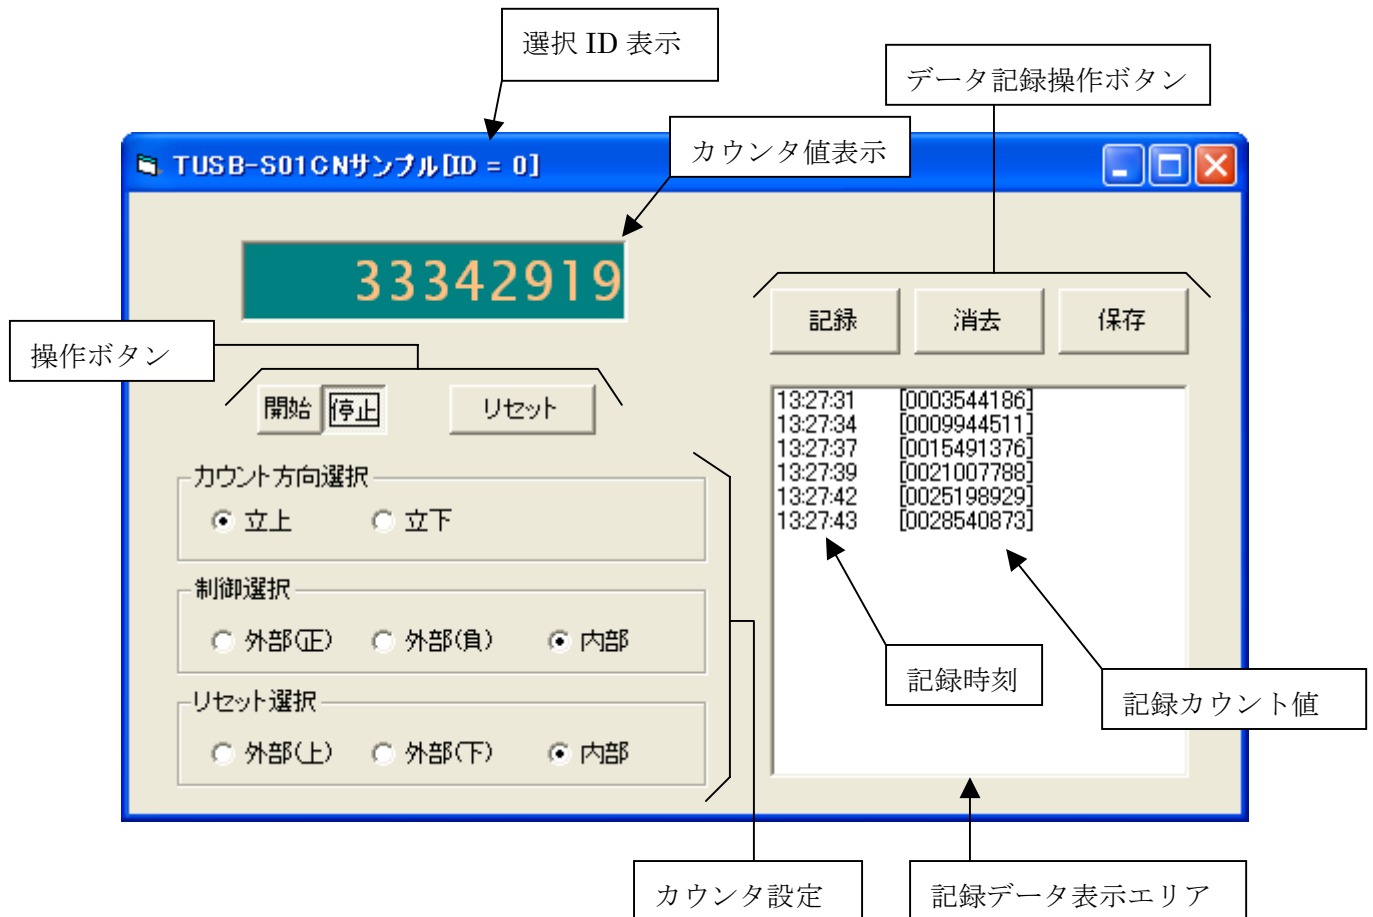 選択 ID 表示
データ記録操作ボタン
カウンタ値表示
TUSB-S01CNサンプル[ID = 0]
33342919
操作ボタン
記録 消去 保存
開始 停止 リセット
13:27:31 [0003544186]
13:27:34 [0009944511]
13:27:37 [0015491376]
13:27:39 [0021007788]
13:27:42 [0025198929]
13:27:43 [0028540873]
カウント方向選択
立上 立下
制御選択
外部(正) 外部(負) 内部
リセット選択
外部(上) 外部(下) 内部
記録時刻
記録カウント値
カウンタ設定
記録データ表示エリア